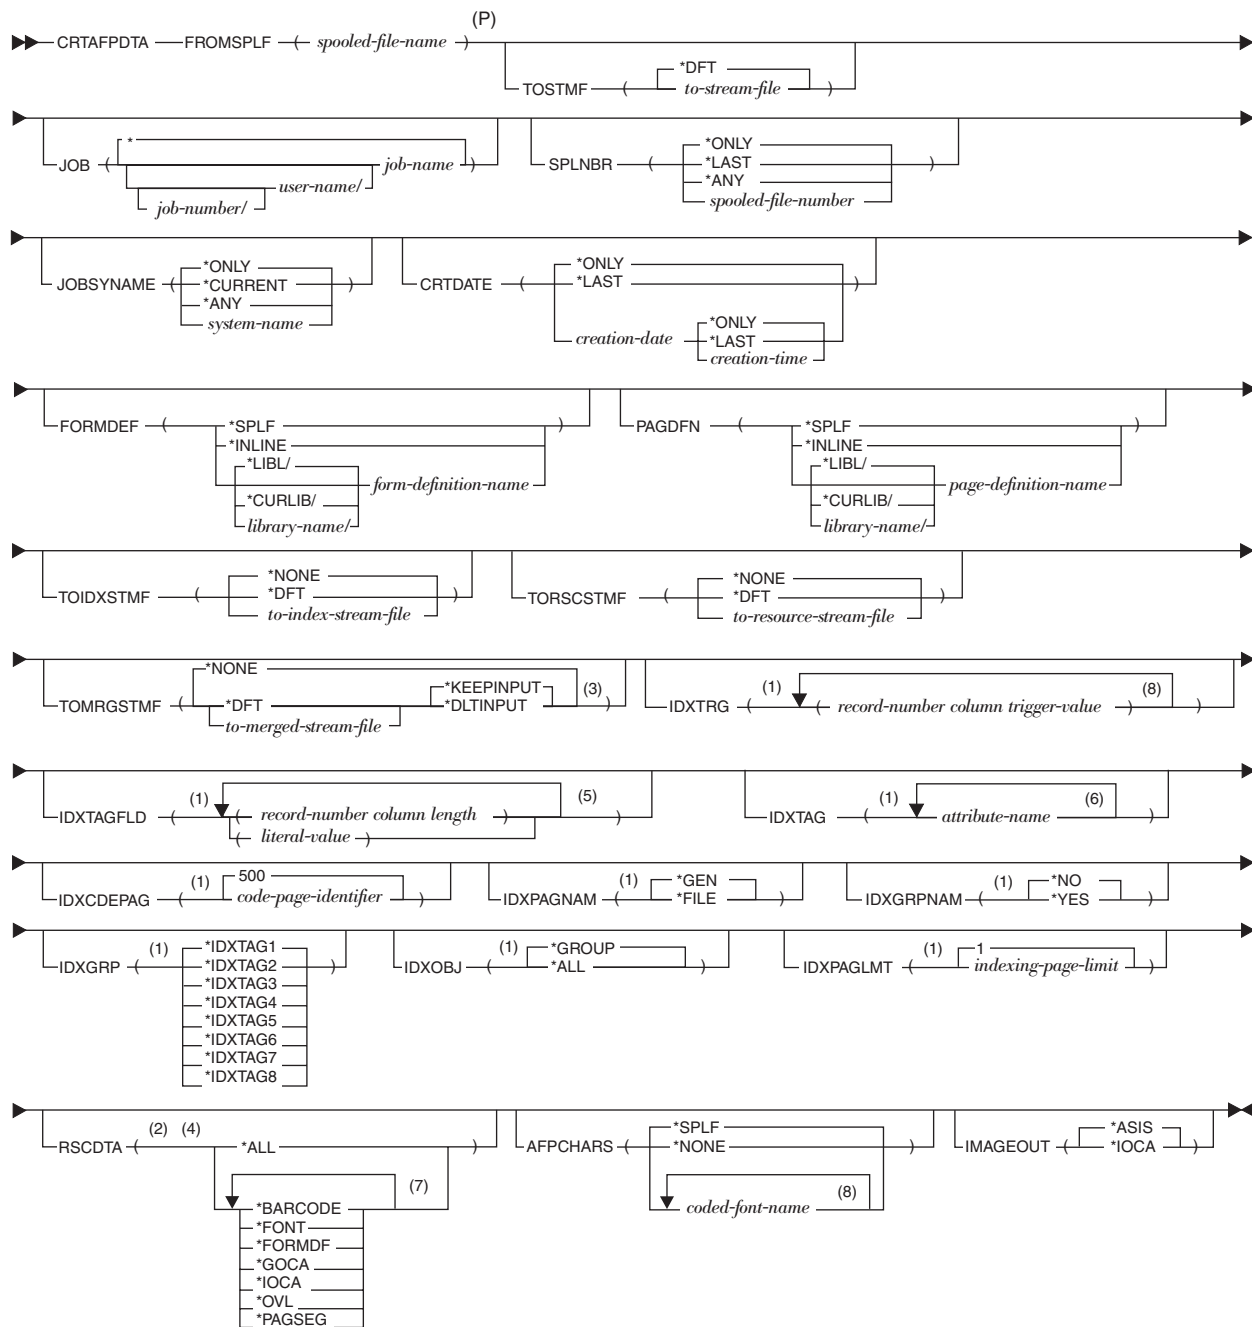 (P)
CRTAFPDTA FROMSPLF ( spooled-file-name )
TOSTMF ( *DFT )
to-stream-file
JOB ( * )
job-name
user-name/
job-number/
SPLNBR ( *ONLY )
*LAST
*ANY
spooled-file-number
JOBSYNAME ( *ONLY )
*CURRENT
*ANY
system-name
CRTDATE ( *ONLY )
*LAST
creation-date *ONLY
*LAST
creation-time
FORMDEF ( *SPLF )
*INLINE
*LIBL/
form-definition-name
*CURLIB/
library-name/
PAGDFN ( *SPLF )
*INLINE
*LIBL/
page-definition-name
*CURLIB/
library-name/
TOIDXSTMF ( *NONE )
*DFT
to-index-stream-file
TORSCSTMF ( *NONE )
*DFT
to-resource-stream-file
TOMRGSTMF ( *NONE )
*DFT *KEEPINPUT (3)
to-merged-stream-file *DLTINPUT
IDXTRG ( (1) ( record-number column trigger-value ) (8) )
IDXTAGFLD ( (1) ( record-number column length ) (5) )
( literal-value )
IDXTAG ( (1) attribute-name (6) )
IDXCDEPAG ( (1) 500 )
code-page-identifier
IDXPAGNAM ( (1) *GEN )
*FILE
IDXGRPNAM ( (1) *NO )
*YES
IDXGRP ( (1) *IDXTAG1 )
*IDXTAG2
*IDXTAG3
*IDXTAG4
*IDXTAG5
*IDXTAG6
*IDXTAG7
*IDXTAG8
IDXOBJ ( (1) *GROUP )
*ALL
IDXPAGLMT ( (1) 1 )
indexing-page-limit
RSCDTA ( (2) (4) *ALL )
(7)
*BARCODE
*FONT
*FORMDF
*GOCA
*IOCA
*OVL
*PAGSEG
AFPCHARS ( *SPLF )
*NONE
coded-font-name (8)
IMAGEOUT ( *ASIS )
*IOCA